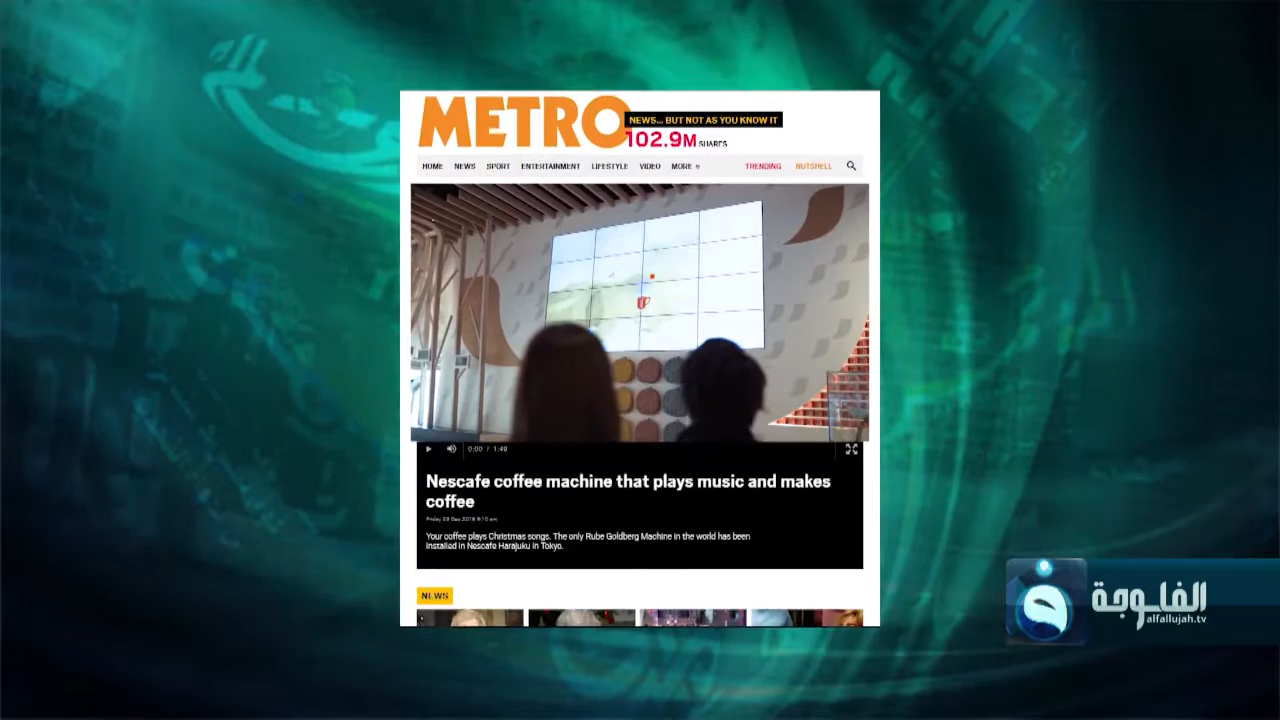 METRO
NEWS... BUT NOT AS YOU KNOW IT
102.9M SHARES
HOME NEWS SPORT ENTERTAINMENT LIFESTYLE VIDEO MORE TRENDING NUTSHELL
0:00 / 1:49
Nescafe coffee machine that plays music and makes
coffee
Your coffee plays Christmas songs. The only Rube Goldberg Machine in the world has been
installed in Nescafe Harajuku in Tokyo.
NEWS
الفلوجة
alfallujah.tv